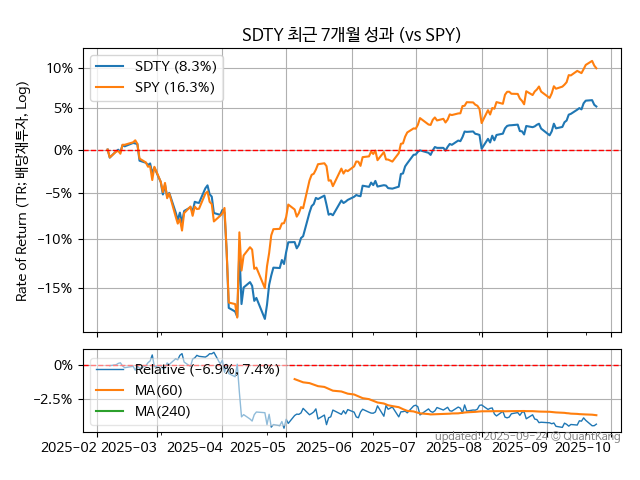 SDTY 최근 7개월 성과 (vs SPY)
SDTY (8.3%)
SPY (16.3%)
10%
5%
0%
−5%
−10%
−15%
Rate of Return (TR: 배당재투자, Log)
Relative (−6.9%, 7.4%)
MA(60)
MA(240)
0%
−2.5%
updated: 2025-09-24 © QuantKang
2025−02 2025−03 2025−04 2025−05 2025−06 2025−07 2025−08 2025−09 2025−10